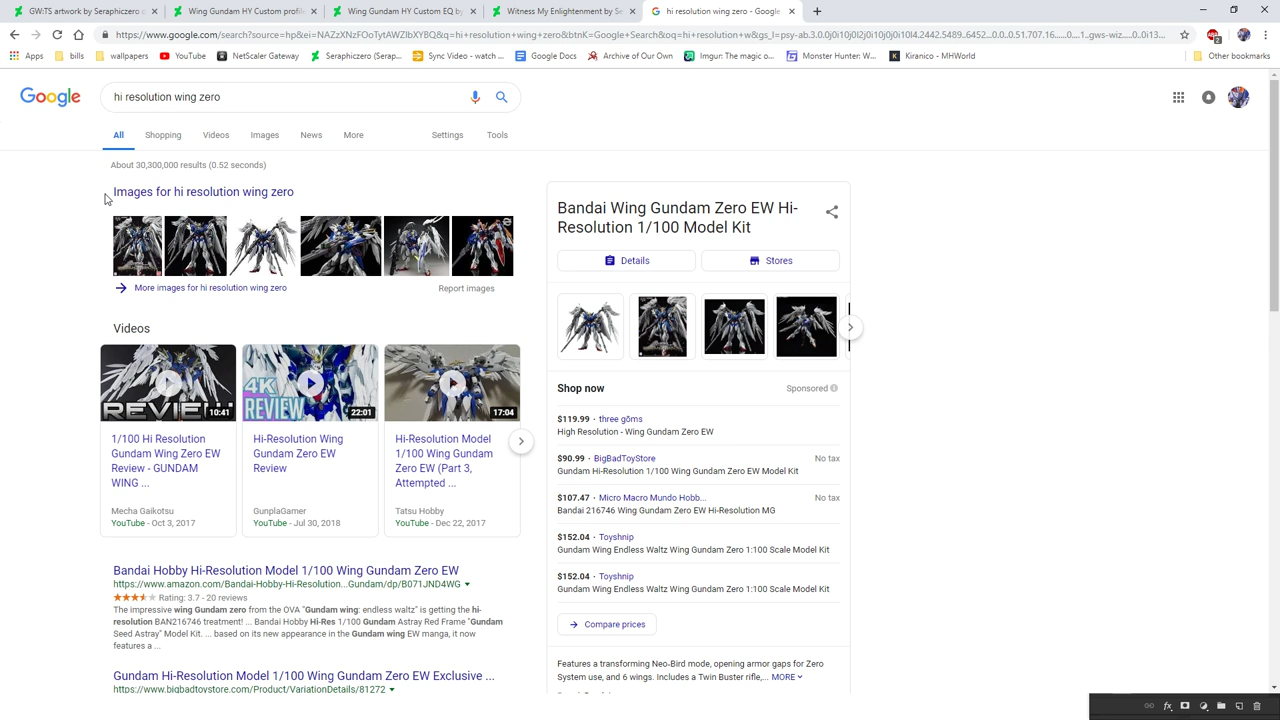 GW:TS Armory by Seraphiczero o
Wing Gundam HY Custom profile
Wing Gundam HY Custom EQ by
Witness My Enlightenment by Se
hi resolution wing zero - Google
https://www.google.com/search?source=hp&ei=NAZzXNzFOoTytAWZIbXYBQ&q=hi+resolution+wing+zero&btnK=Google+Search&oq=hi+resolution+w&gs_l=psy-ab.3.0.0j0i10j0l2j0i10j0j0i10l4.2442.5489..6452...0.0..0.51.707.16......0....1..gws-wiz.....0..0i13...
Apps bills wallpapers YouTube NetScaler Gateway Seraphiczero (Serap... Sync Video - watch ... Google Docs Archive of Our Own Imgur: The magic o... Monster Hunter: W... Kiranico - MHWorld Other bookmarks
Google
hi resolution wing zero
All Shopping Videos Images News More Settings Tools
About 30,300,000 results (0.52 seconds)
Images for hi resolution wing zero
More images for hi resolution wing zero Report images
Videos
REVIEW 10:41
4K REVIEW 22:01
17:04
1/100 Hi Resolution
Gundam Wing Zero EW
Review - GUNDAM
WING ...
Mecha Gaikotsu
YouTube - Oct 3, 2017
Hi-Resolution Wing
Gundam Zero EW
Review
GunplaGamer
YouTube - Jul 30, 2018
Hi-Resolution Model
1/100 Wing Gundam
Zero EW (Part 3,
Attempted ...
Tatsu Hobby
YouTube - Dec 22, 2017
Bandai Hobby Hi-Resolution Model 1/100 Wing Gundam Zero EW
https://www.amazon.com/Bandai-Hobby-Hi-Resolution...Gundam/dp/B071JND4WG
Rating: 3.7 - 20 reviews
The impressive wing Gundam zero from the OVA "Gundam wing: endless waltz" is getting the hi-
resolution BAN216746 treatment! ... Bandai Hobby Hi-Res 1/100 Gundam Astray Red Frame "Gundam
Seed Astray" Model Kit. ... based on its new appearance in the Gundam wing EW manga, it now
features a ...
Gundam Hi-Resolution Model 1/100 Wing Gundam Zero EW Exclusive ...
https://www.bigbadtoystore.com/Product/VariationDetails/81272
Bandai Wing Gundam Zero EW Hi-
Resolution 1/100 Model Kit
Details Stores
Shop now Sponsored
$119.99 · three gōms
High Resolution - Wing Gundam Zero EW
$90.99 · BigBadToyStore No tax
Gundam Hi-Resolution 1/100 Wing Gundam Zero EW Model Kit
$107.47 · Micro Macro Mundo Hobb... No tax
Bandai 216746 Wing Gundam Zero EW Hi-Resolution MG
$152.04 · Toyshnip
Gundam Wing Endless Waltz Wing Gundam Zero 1:100 Scale Model Kit
$152.04 · Toyshnip
Gundam Wing Endless Waltz Wing Gundam Zero 1:100 Scale Model Kit
Compare prices
Features a transforming Neo-Bird mode, opening armor gaps for Zero
System use, and 6 wings. Includes a Twin Buster rifle,... MORE